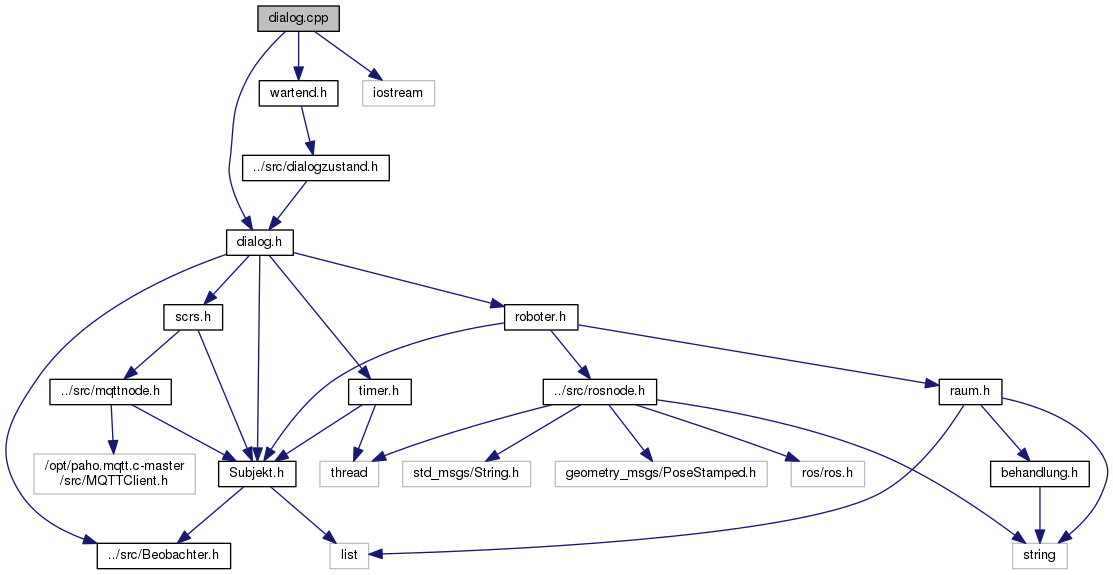 dialog.cpp
wartend.h
iostream
../src/dialogzustand.h
dialog.h
scrs.h
roboter.h
../src/mqttnode.h
timer.h
../src/rosnode.h
raum.h
/opt/paho.mqtt.c-master
/src/MQTTClient.h
Subjekt.h
thread
std_msgs/String.h
geometry_msgs/PoseStamped.h
ros/ros.h
behandlung.h
../src/Beobachter.h
list
string